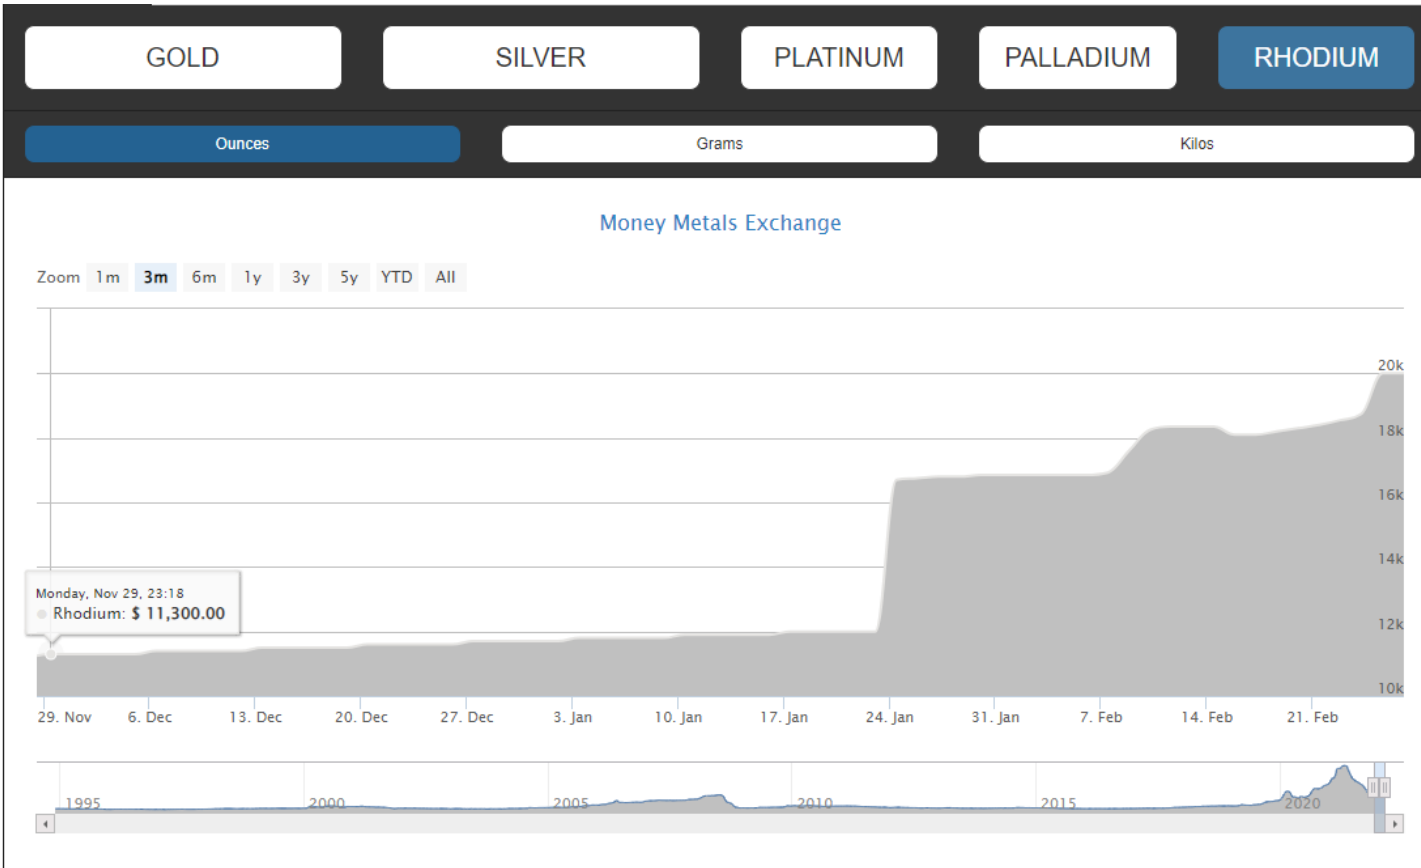 GOLD SILVER PLATINUM PALLADIUM RHODIUM
Ounces Grams Kilos
Money Metals Exchange
Zoom 1m 3m 6m 1y 3y 5y YTD All
20k
18k
16k
14k
Monday, Nov 29, 23:18
Rhodium: $ 11,300.00
12k
10k
29. Nov 6. Dec 13. Dec 20. Dec 27. Dec 3. Jan 10. Jan 17. Jan 24. Jan 31. Jan 7. Feb 14. Feb 21. Feb
1995 2000 2005 2010 2015 2020